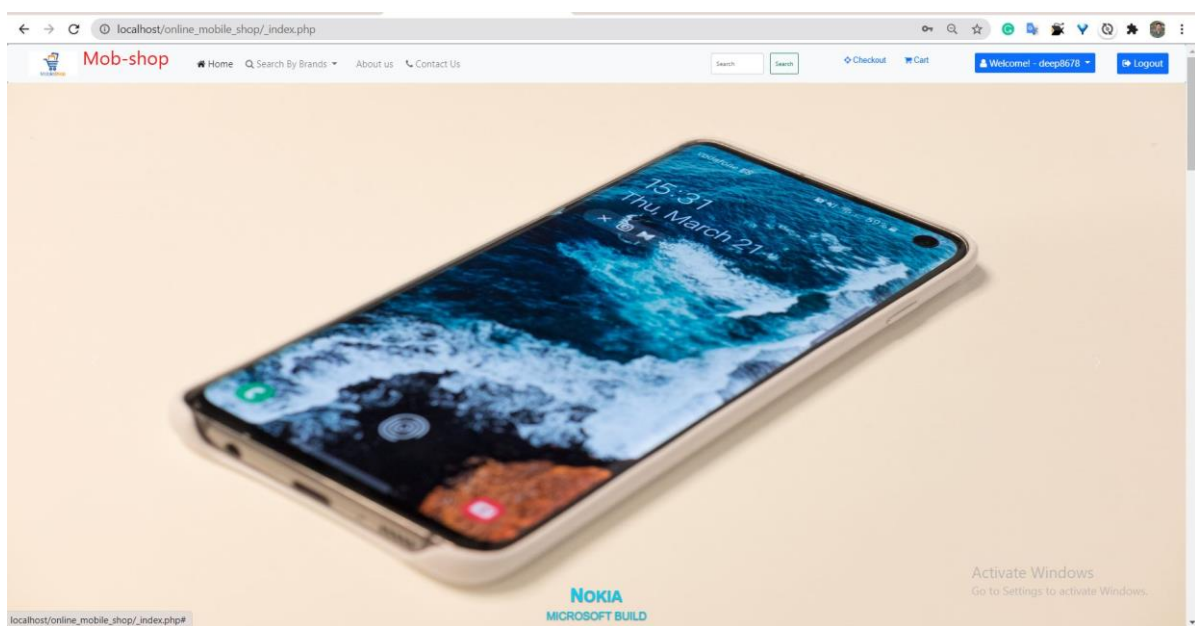 localhost/online_mobile_shop/_index.php
Mob-shop Home Search By Brands About us Contact Us Search Search Checkout Cart Welcome! - deep8678 Logout
vodafone
15:31
Thu, March 21
59%
NOKIA
MICROSOFT BUILD
Activate Windows
Go to Settings to activate Windows.
localhost/online_mobile_shop/_index.php#